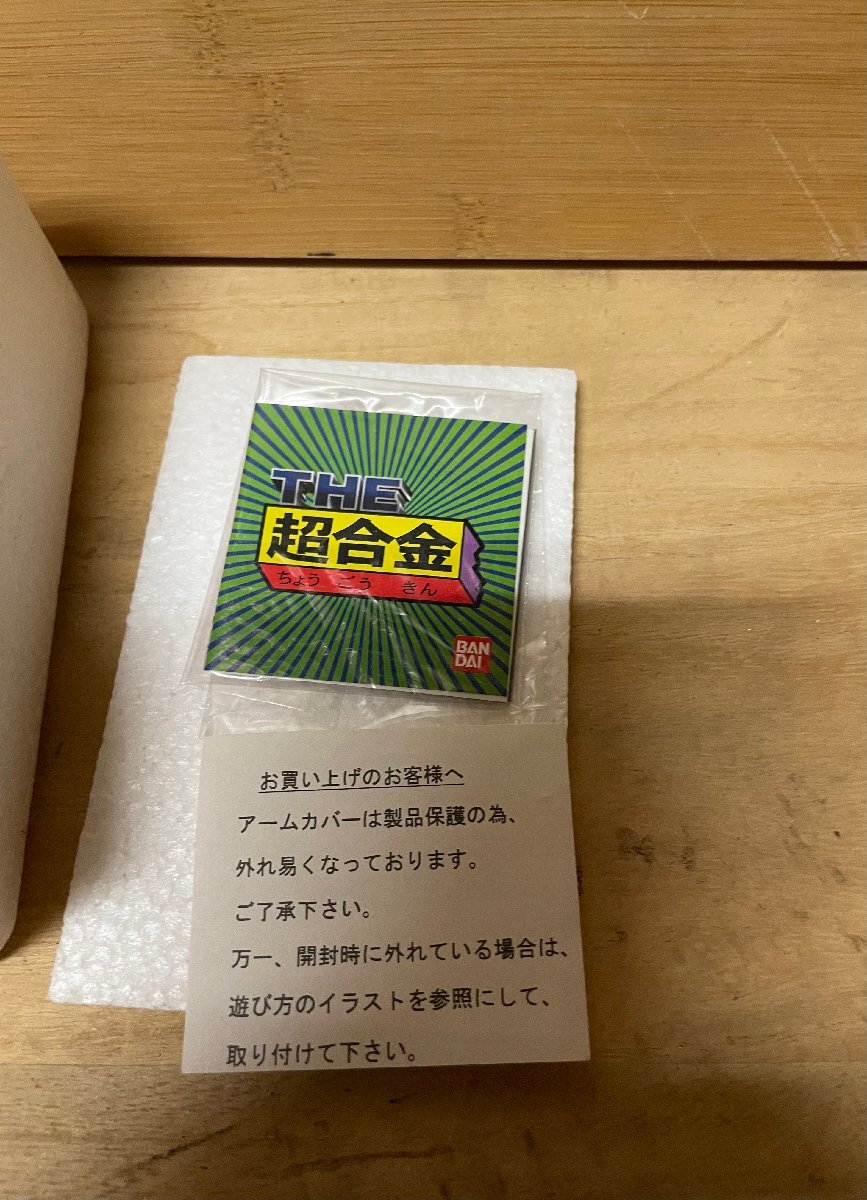 THE
超合金
ちょう ごう きん
BAN
DAI
お買い上げのお客様へ
アームカバーは製品保護の為、
外れ易くなっております。
ご了承下さい。
万一、開封時に外れている場合は、
遊び方のイラストを参照にして、
取り付けて下さい。